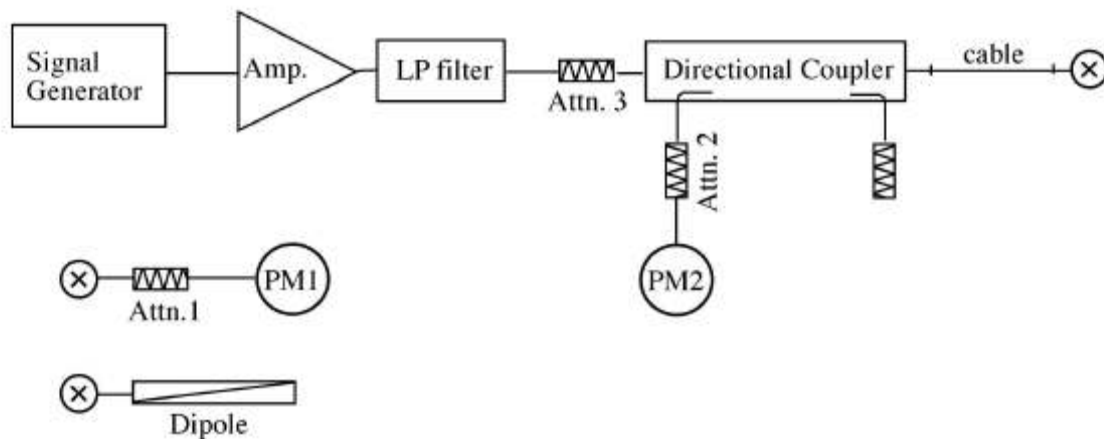 Signal
Generator
Amp.
LP filter
Attn. 3
Directional Coupler
cable
Attn. 2
PM1
Attn.1
PM2
Dipole